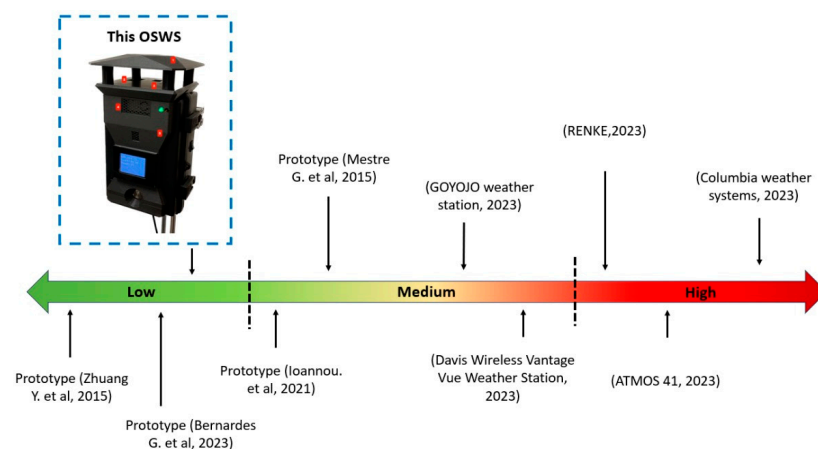 This OSWS
Prototype (Mestre
G. et al, 2015)
(GOYOJO weather
station, 2023)
(RENKE,2023)
(Columbia weather
systems, 2023)
Low
Medium
High
Prototype (Zhuang
Y. et al, 2015)
Prototype (Bernardes
G. et al, 2023)
Prototype (Ioannou.
et al, 2021)
(Davis Wireless Vantage
Vue Weather Station,
2023)
(ATMOS 41, 2023)